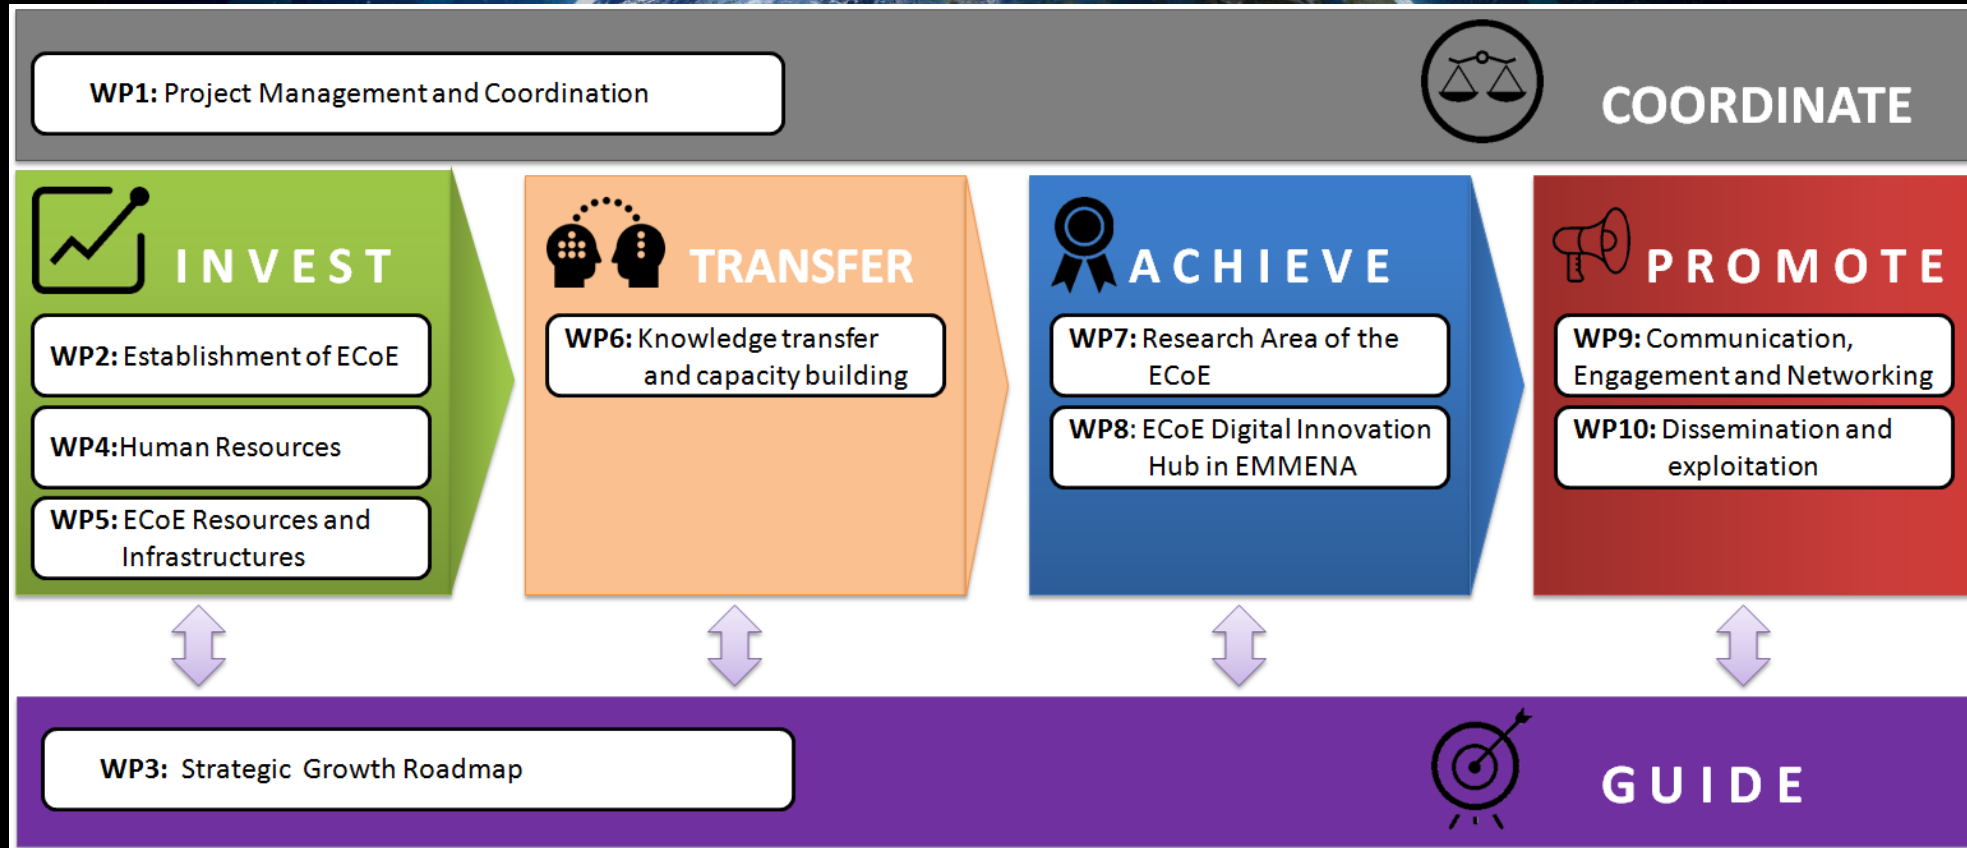 WP1: Project Management and Coordination
COORDINATE
INVEST
WP2: Establishment of ECoE
WP4:Human Resources
WP5: ECoE Resources and
Infrastructures
TRANSFER
WP6: Knowledge transfer
and capacity building
ACHIEVE
WP7: Research Area of the
ECoE
WP8: ECoE Digital Innovation
Hub in EMMENA
PROMOTE
WP9: Communication,
Engagement and Networking
WP10: Dissemination and
exploitation
WP3: Strategic Growth Roadmap
GUIDE